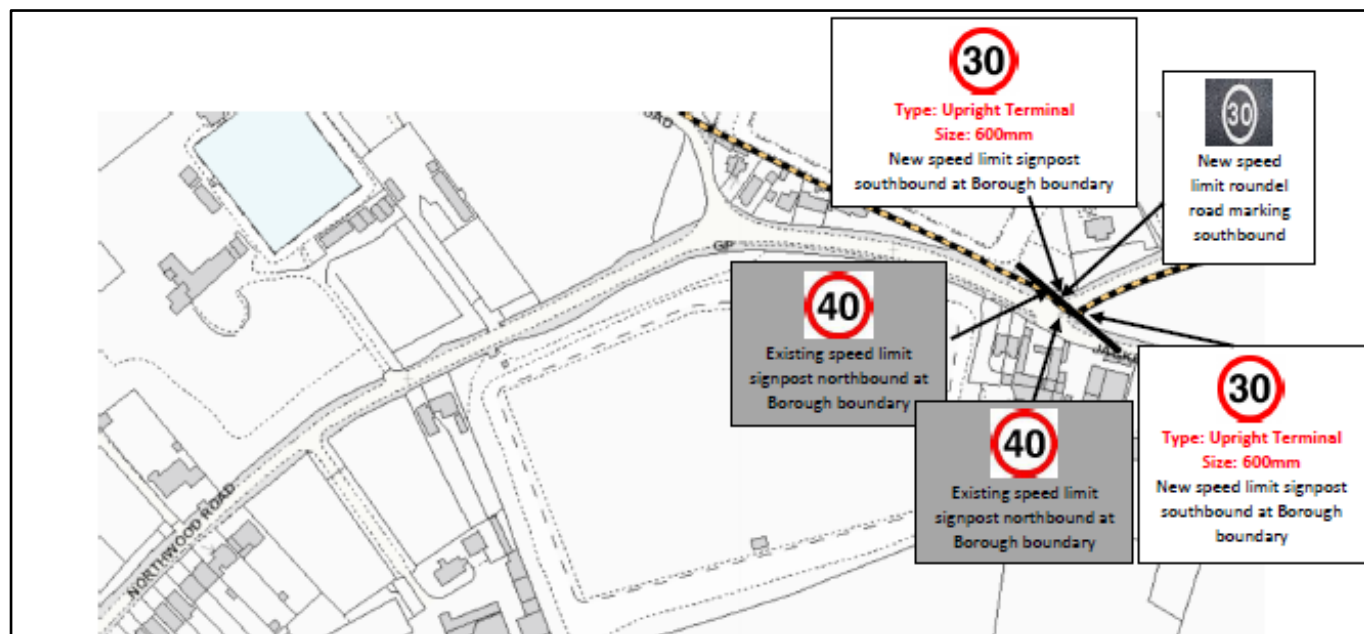 30
Type: Upright Terminal
Size: 600mm
New speed limit signpost
southbound at Borough boundary
30
New speed
limit roundel
road marking
southbound
GP
40
Existing speed limit
signpost northbound at
Borough boundary
40
Existing speed limit
signpost northbound at
Borough boundary
30
Type: Upright Terminal
Size: 600mm
New speed limit signpost
southbound at Borough
boundary
NORTHWOOD ROAD